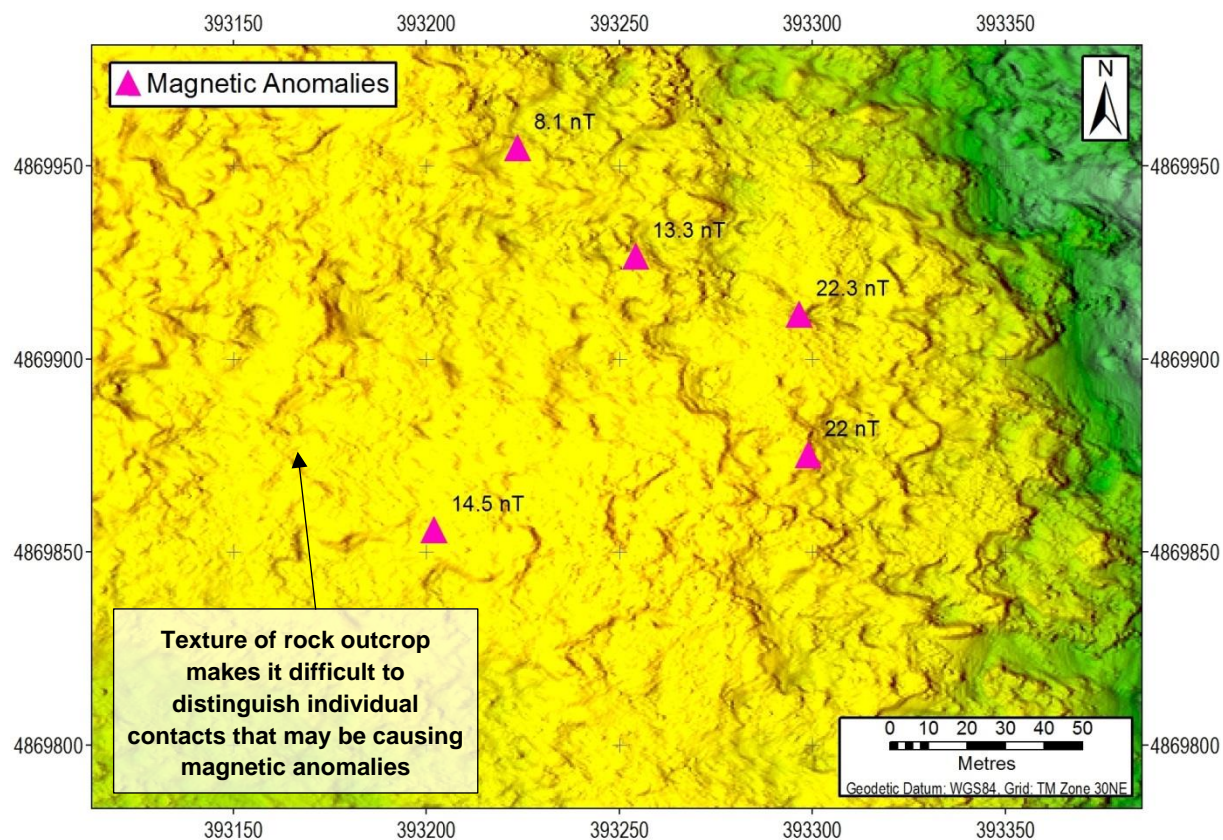 393150 393200 393250 393300 393350
Magnetic Anomalies
N
8.1 nT
4869950 4869950
13.3 nT
22.3 nT
4869900 4869900
22 nT
14.5 nT
4869850 4869850
Texture of rock outcrop
makes it difficult to
distinguish individual
contacts that may be causing
magnetic anomalies
0 10 20 30 40 50
Metres
Geodetic Datum: WGS84, Grid: TM Zone 30NE
4869800 4869800
393150 393200 393250 393300 393350